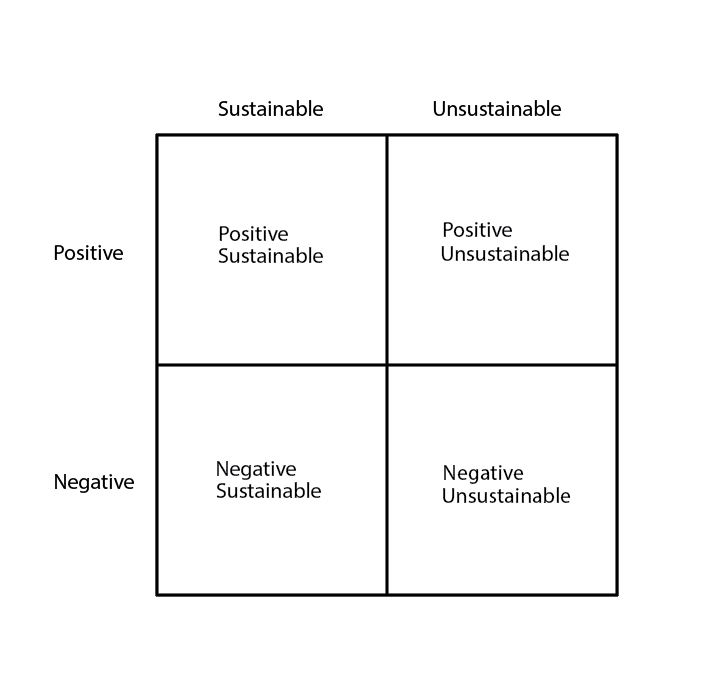 Sustainable
Unsustainable
Positive
Positive
Sustainable
Positive
Unsustainable
Negative
Negative
Sustainable
Negative
Unsustainable